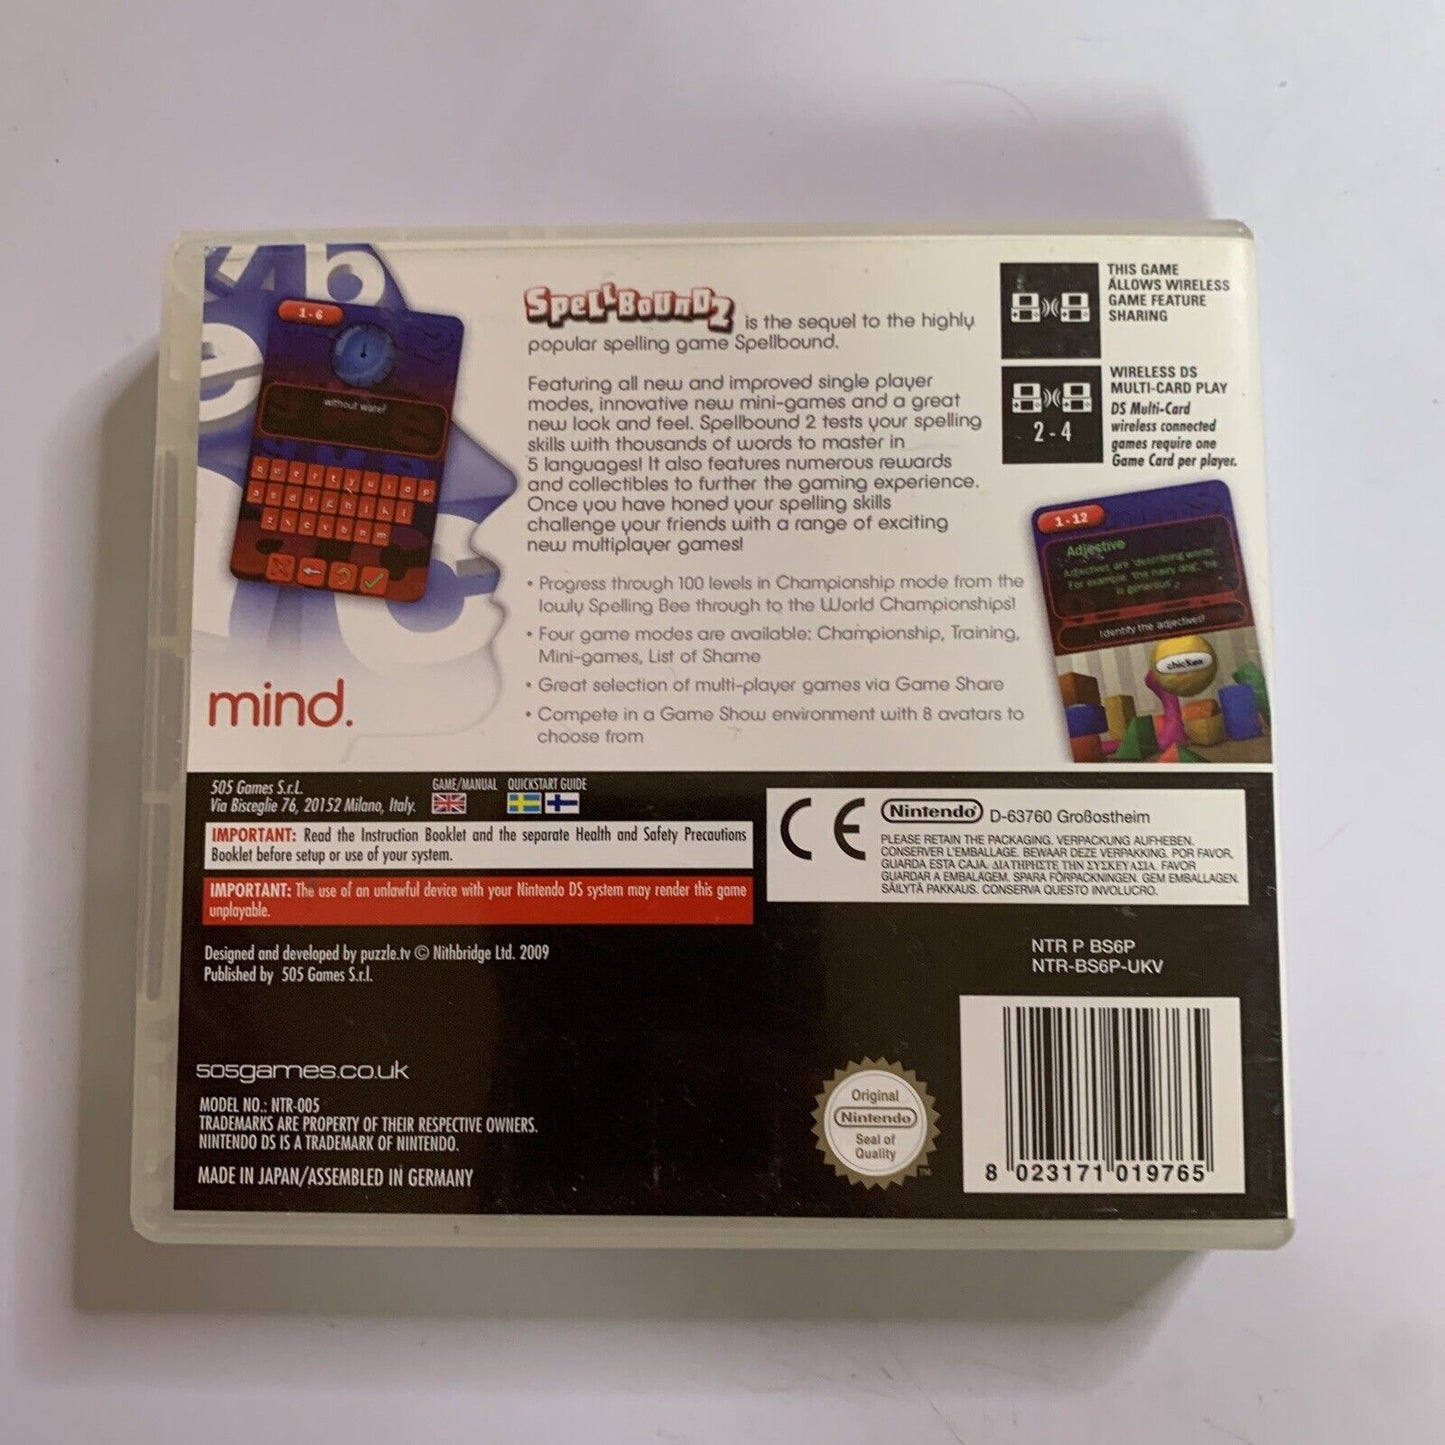 SpellBound2 is the sequel to the highly
popular spelling game Spellbound.
Featuring all new and improved single player
modes, innovative new mini-games and a great
new look and feel. Spellbound 2 tests your spelling
skills with thousands of words to master in
5 languages! It also features numerous rewards
and collectibles to further the gaming experience.
Once you have honed your spelling skills
challenge your friends with a range of exciting
new multiplayer games!
• Progress through 100 levels in Championship mode from the
lowly Spelling Bee through to the World Championships!
• Four game modes are available: Championship, Training,
Mini-games, List of Shame
• Great selection of multi-player games via Game Share
• Compete in a Game Show environment with 8 avatars to
choose from
1 - 6
without water!
q w e r t y u i o p
a s d f g h j k l
z x c v b n m
mind.
THIS GAME
ALLOWS WIRELESS
GAME FEATURE
SHARING
2 - 4
WIRELESS DS
MULTI-CARD PLAY
DS Multi-Card
wireless connected
games require one
Game Card per player.
1 - 12
Adjective
Adjectives are 'describing words'.
For example 'the hairy dog', 'he
is generous'.
Identify the adjectives!
chicken
505 Games S.r.L.
Via Bisceglie 76, 20152 Milano, Italy.
GAME/MANUAL
QUICKSTART GUIDE
IMPORTANT: Read the Instruction Booklet and the separate Health and Safety Precautions
Booklet before setup or use of your system.
IMPORTANT: The use of an unlawful device with your Nintendo DS system may render this game
unplayable.
CE
Nintendo® D-63760 Großostheim
PLEASE RETAIN THE PACKAGING. VERPACKUNG AUFHEBEN.
CONSERVER L'EMBALLAGE. BEWAAR DEZE VERPAKKING. POR FAVOR,
GUARDA ESTA CAJA. ΔΙΑΤΗΡΗΣΤΕ ΤΗΝ ΣΥΣΚΕΥΑΣΙΑ. FAVOR
GUARDAR A EMBALAGEM. SPARA FÖRPACKNINGEN. GEM EMBALLAGEN.
SÄILYTÄ PAKKAUS. CONSERVA QUESTO INVOLUCRO.
Designed and developed by puzzle.tv © Nithbridge Ltd. 2009
Published by 505 Games S.r.l.
NTR P BS6P
NTR-BS6P-UKV
505games.co.uk
MODEL NO.: NTR-005
TRADEMARKS ARE PROPERTY OF THEIR RESPECTIVE OWNERS.
NINTENDO DS IS A TRADEMARK OF NINTENDO.
MADE IN JAPAN/ASSEMBLED IN GERMANY
Original
Nintendo
Seal of
Quality
TM
8 023171 019765